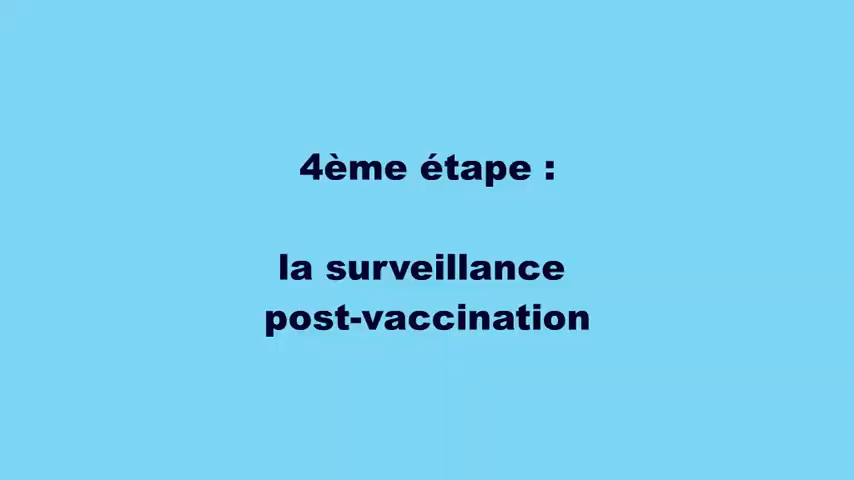 4ème étape :
la surveillance
post-vaccination